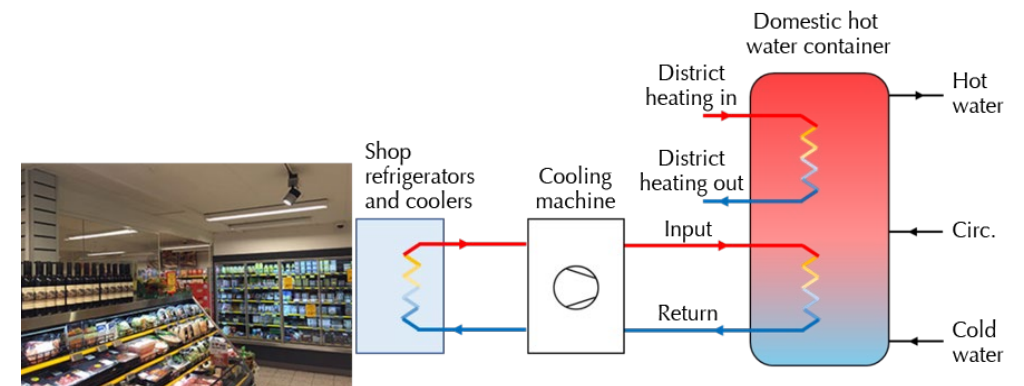 Domestic hot
water container
District
heating in
Hot
water
Shop
refrigerators
and coolers
Cooling
machine
District
heating out
Input
Circ.
Return
Cold
water